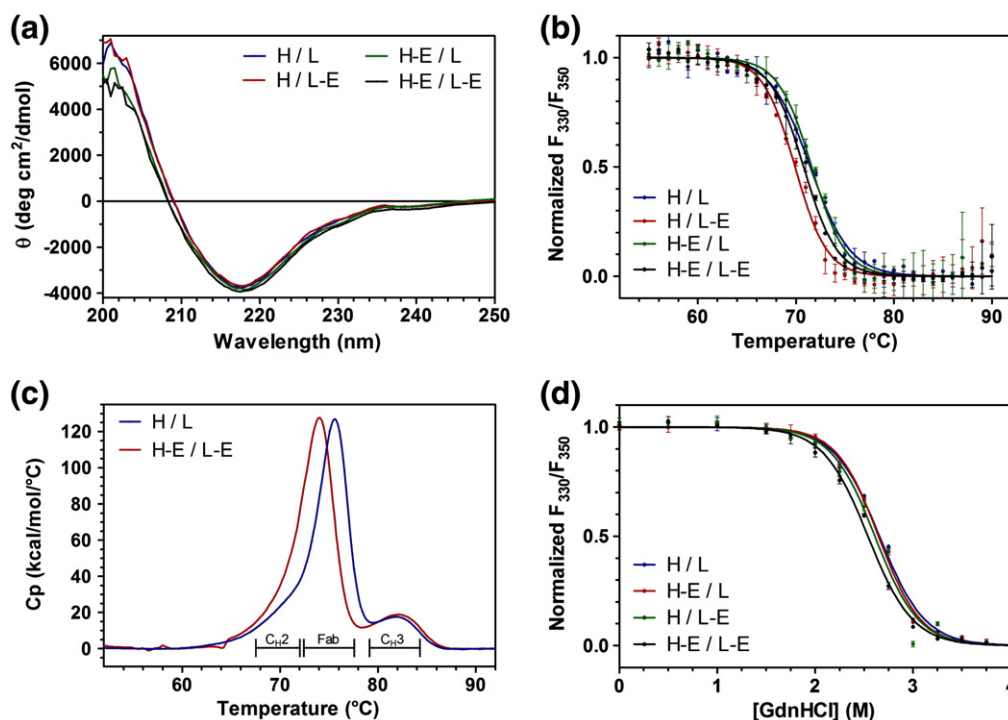 (a)
θ (deg cm²/dmol)
6000
4000
2000
0
-2000
-4000
H / L
H / L-E
H-E / L
H-E / L-E
200 210 220 230 240 250
Wavelength (nm)
(b)
Normalized F330/F350
1.0
0.5
0.0
H / L
H / L-E
H-E / L
H-E / L-E
60 70 80 90
Temperature (°C)
(c)
Cp (kcal/mol/°C)
120
100
80
60
40
20
0
H / L
H-E / L-E
CH2 Fab CH3
60 70 80 90
Temperature (°C)
(d)
Normalized F330/F350
1.0
0.5
0.0
H / L
H-E / L
H / L-E
H-E / L-E
0 1 2 3 4
[GdnHCl] (M)